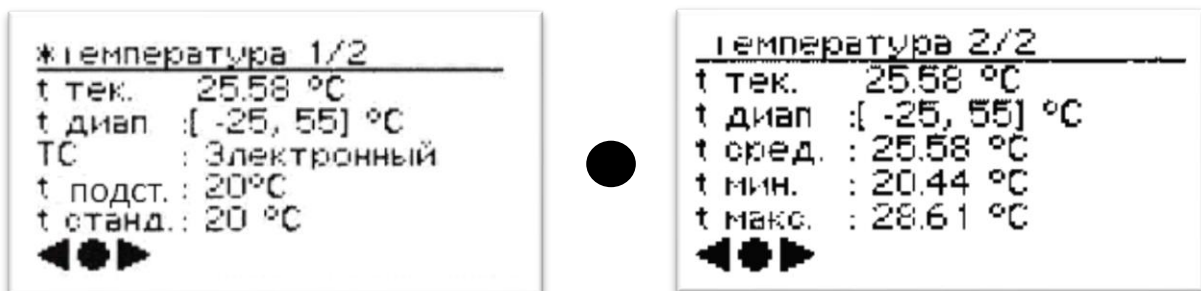 *Температура 1/2
t тек. 25.58 °C
t диап :[ -25, 55] °C
ТС : Электронный
t подст. : 20°C
t станд. : 20 °C
Температура 2/2
t тек. 25.58 °C
t диап :[ -25, 55] °C
t сред. : 25.58 °C
t мин. : 20.44 °C
t макс. : 28.61 °C